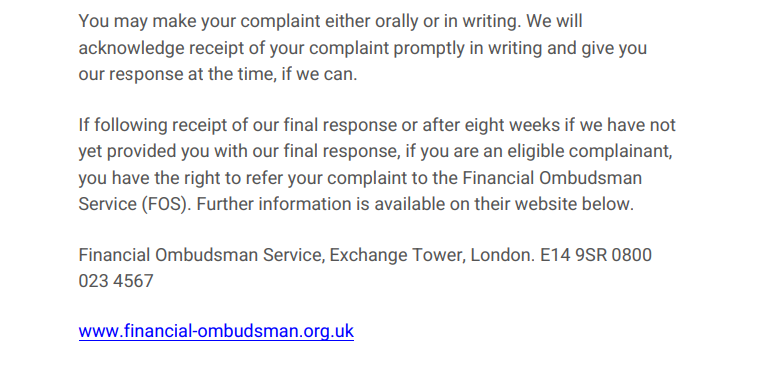 You may make your complaint either orally or in writing. We will
acknowledge receipt of your complaint promptly in writing and give you
our response at the time, if we can.
If following receipt of our final response or after eight weeks if we have not
yet provided you with our final response, if you are an eligible complainant,
you have the right to refer your complaint to the Financial Ombudsman
Service (FOS). Further information is available on their website below.
Financial Ombudsman Service, Exchange Tower, London. E14 9SR 0800
023 4567
www.financial-ombudsman.org.uk